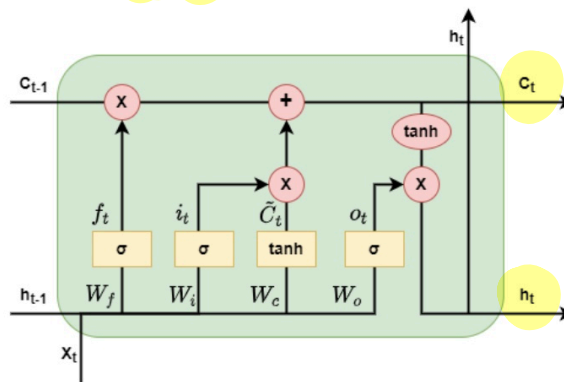 h_t
C_{t-1}
C_t
X
+
tanh
X
X
f_t
i_t
C̃_t
o_t
σ
σ
tanh
σ
h_{t-1}
W_f
W_i
W_c
W_o
h_t
X_t